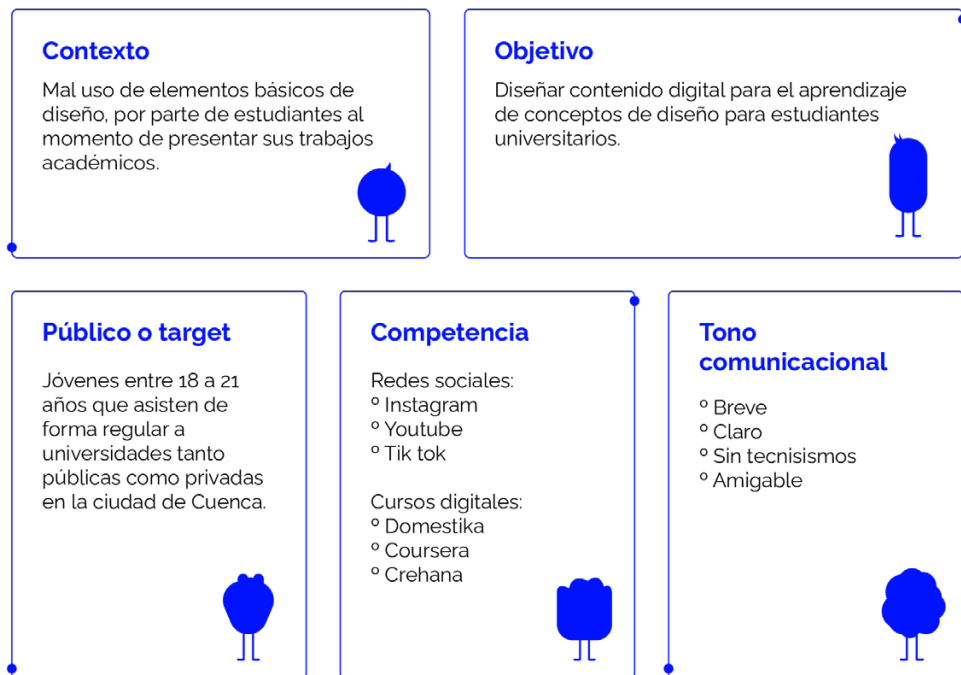 Contexto
Mal uso de elementos básicos de
diseño, por parte de estudiantes al
momento de presentar sus trabajos
académicos.
Objetivo
Diseñar contenido digital para el aprendizaje
de conceptos de diseño para estudiantes
universitarios.
Público o target
Jóvenes entre 18 a 21
años que asisten de
forma regular a
universidades tanto
públicas como privadas
en la ciudad de Cuenca.
Competencia
Redes sociales:
º Instagram
º Youtube
º Tik tok
Cursos digitales:
º Domestika
º Coursera
º Crehana
Tono
comunicacional
º Breve
º Claro
º Sin tecnisismos
º Amigable